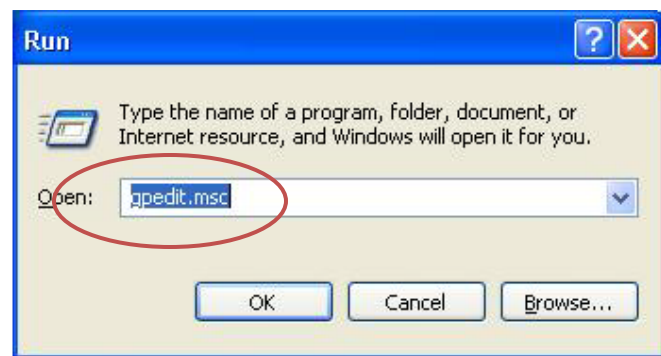 Run
Type the name of a program, folder, document, or
Internet resource, and Windows will open it for you.
Open:
gpedit.msc
OK
Cancel
Browse...